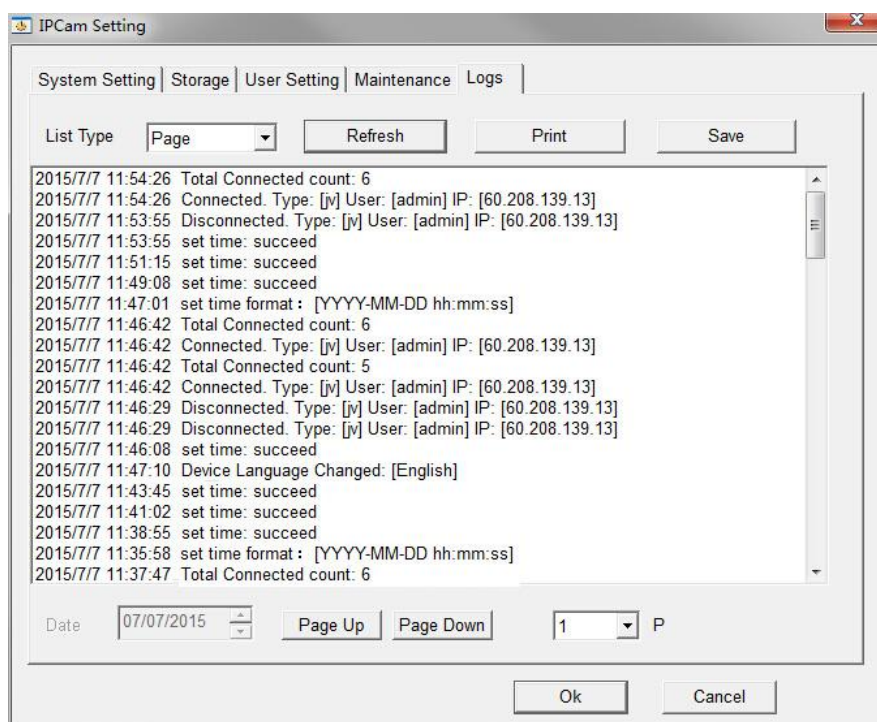 IPCam Setting
System Setting Storage User Setting Maintenance Logs
List Type Page Refresh Print Save
2015/7/7 11:54:26 Total Connected count: 6
2015/7/7 11:54:26 Connected. Type: [jv] User: [admin] IP: [60.208.139.13]
2015/7/7 11:53:55 Disconnected. Type: [jv] User: [admin] IP: [60.208.139.13]
2015/7/7 11:53:55 set time: succeed
2015/7/7 11:51:15 set time: succeed
2015/7/7 11:49:08 set time: succeed
2015/7/7 11:47:01 set time format：[YYYY-MM-DD hh:mm:ss]
2015/7/7 11:46:42 Total Connected count: 6
2015/7/7 11:46:42 Connected. Type: [jv] User: [admin] IP: [60.208.139.13]
2015/7/7 11:46:42 Total Connected count: 5
2015/7/7 11:46:42 Connected. Type: [jv] User: [admin] IP: [60.208.139.13]
2015/7/7 11:46:29 Disconnected. Type: [jv] User: [admin] IP: [60.208.139.13]
2015/7/7 11:46:29 Disconnected. Type: [jv] User: [admin] IP: [60.208.139.13]
2015/7/7 11:46:08 set time: succeed
2015/7/7 11:47:10 Device Language Changed: [English]
2015/7/7 11:43:45 set time: succeed
2015/7/7 11:41:02 set time: succeed
2015/7/7 11:38:55 set time: succeed
2015/7/7 11:35:58 set time format：[YYYY-MM-DD hh:mm:ss]
2015/7/7 11:37:47 Total Connected count: 6
Date 07/07/2015 Page Up Page Down 1 P
Ok Cancel